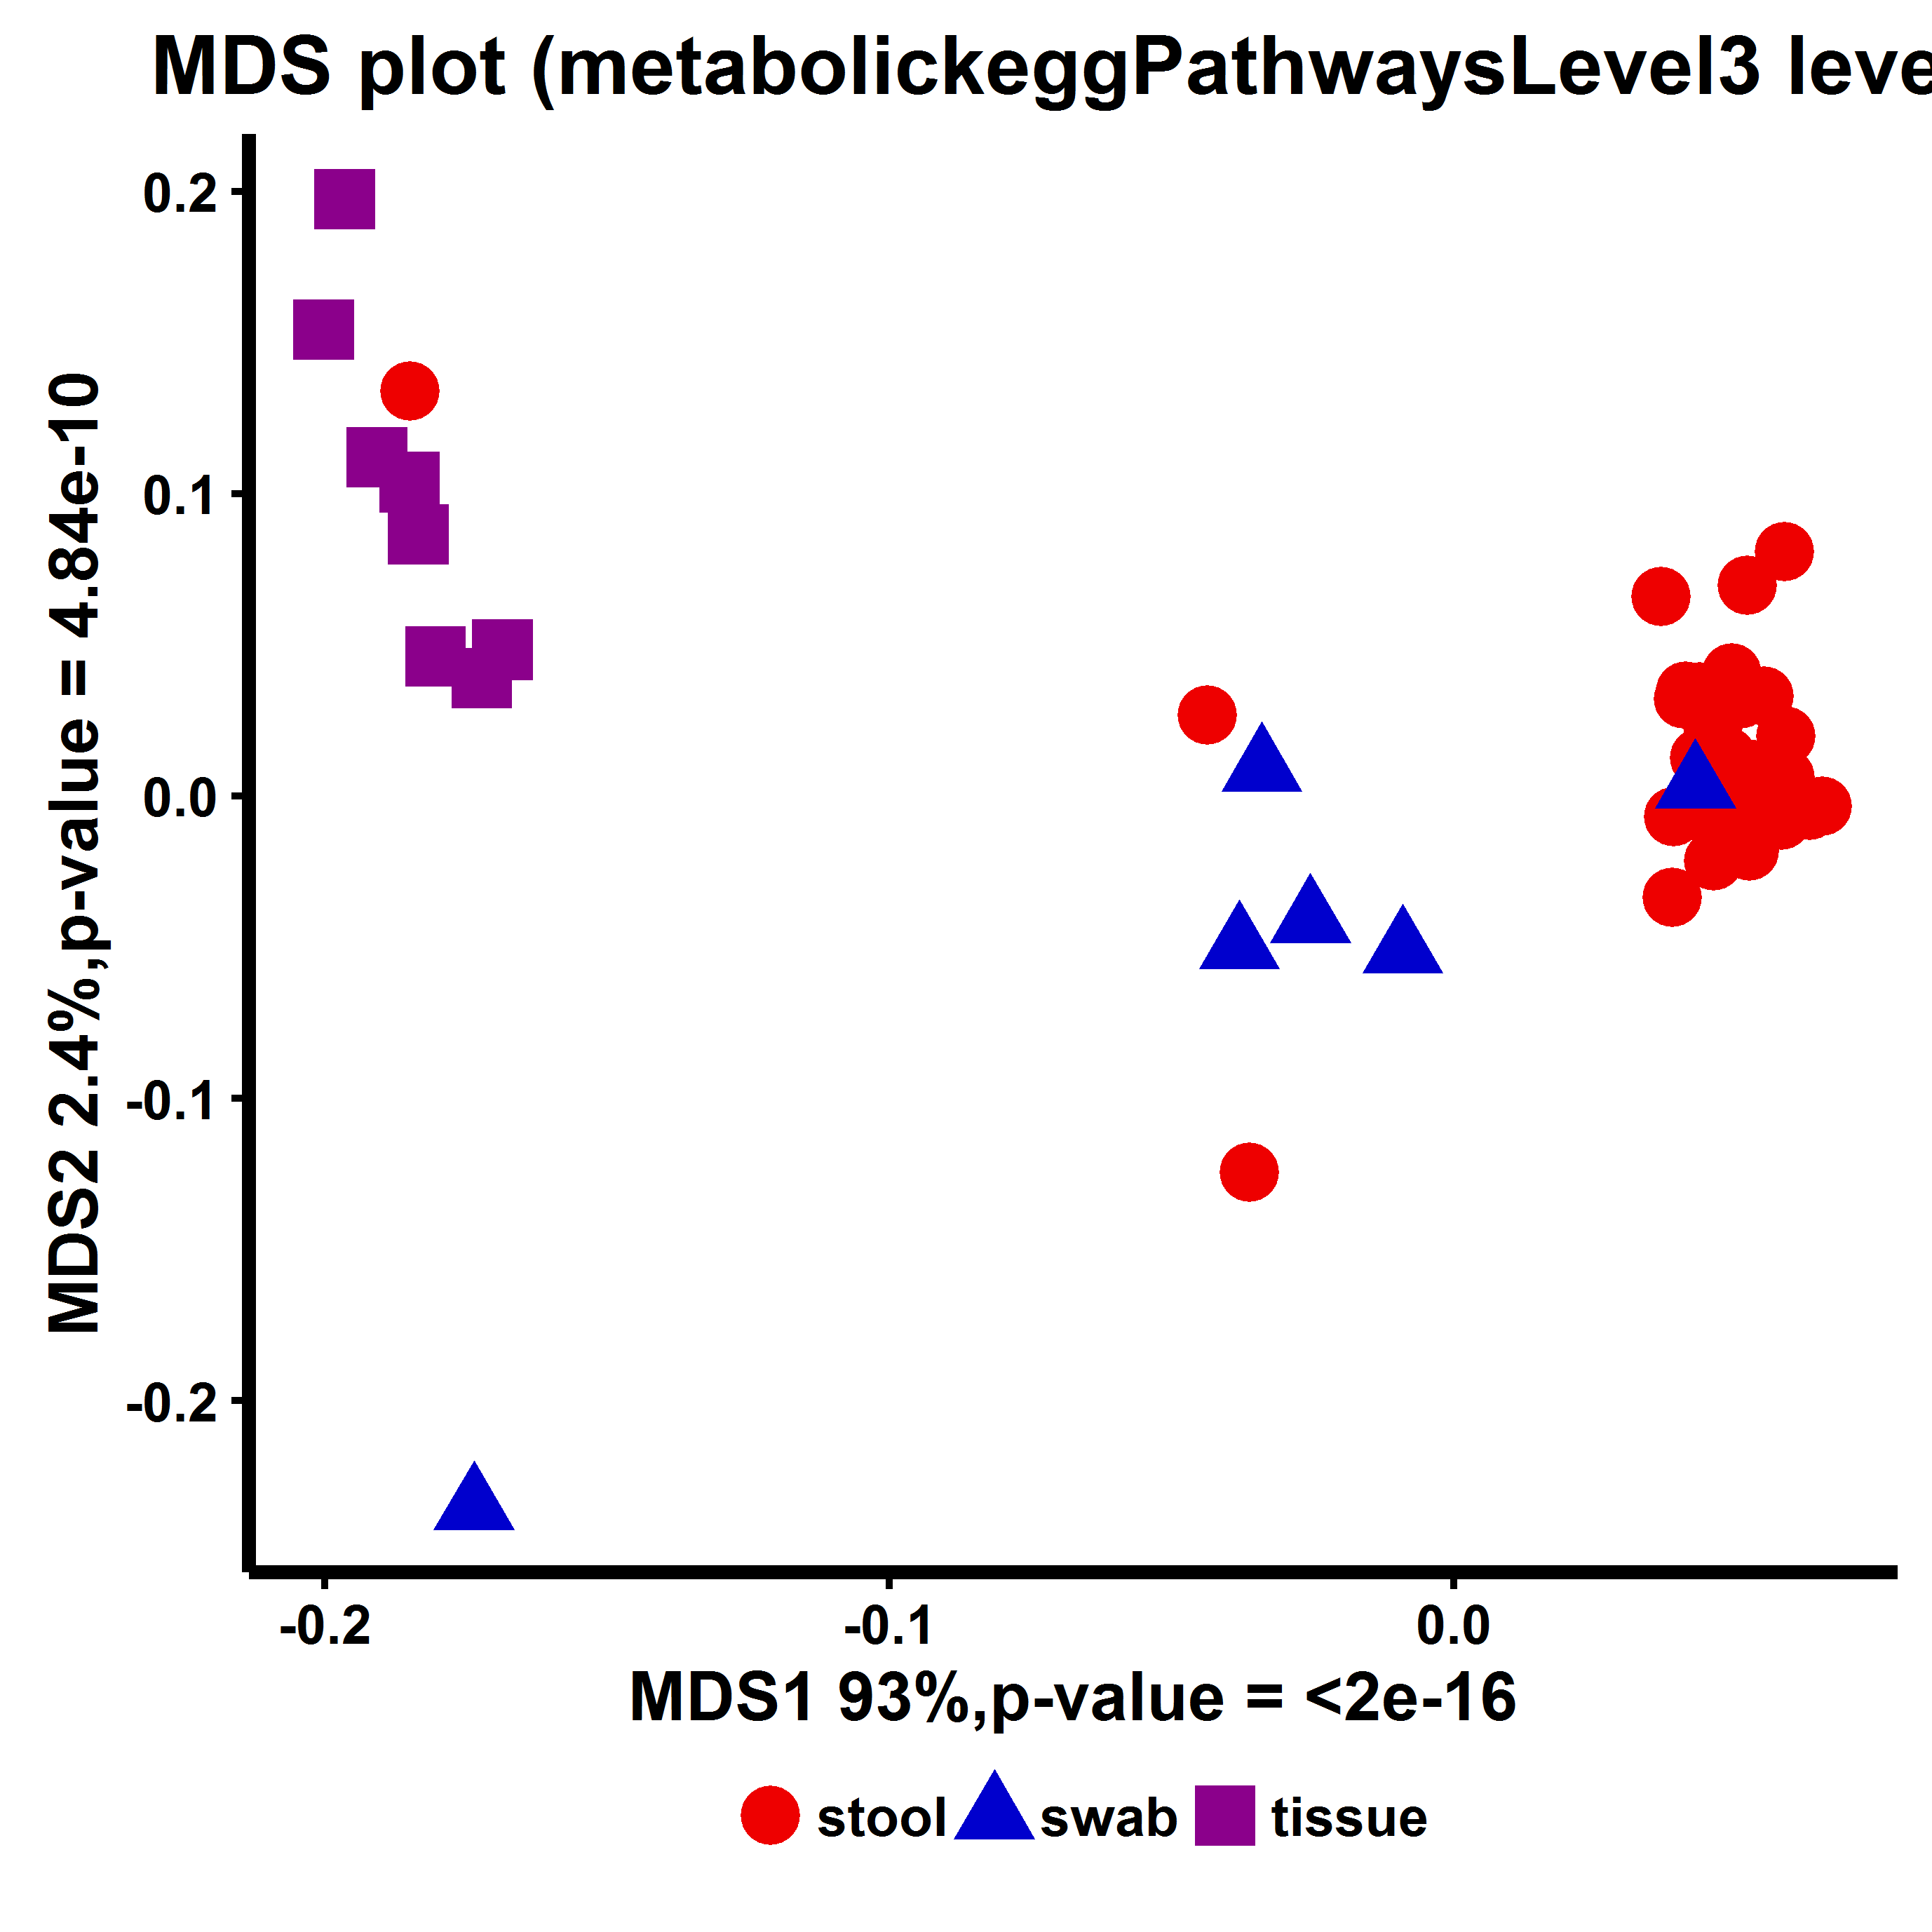 MDS plot (metabolickeggPathwaysLevel3 leve
0.2
0.1
0.0
-0.1
-0.2
MDS2 2.4%,p-value = 4.84e-10
-0.2 -0.1 0.0
MDS1 93%,p-value = <2e-16
stool swab tissue